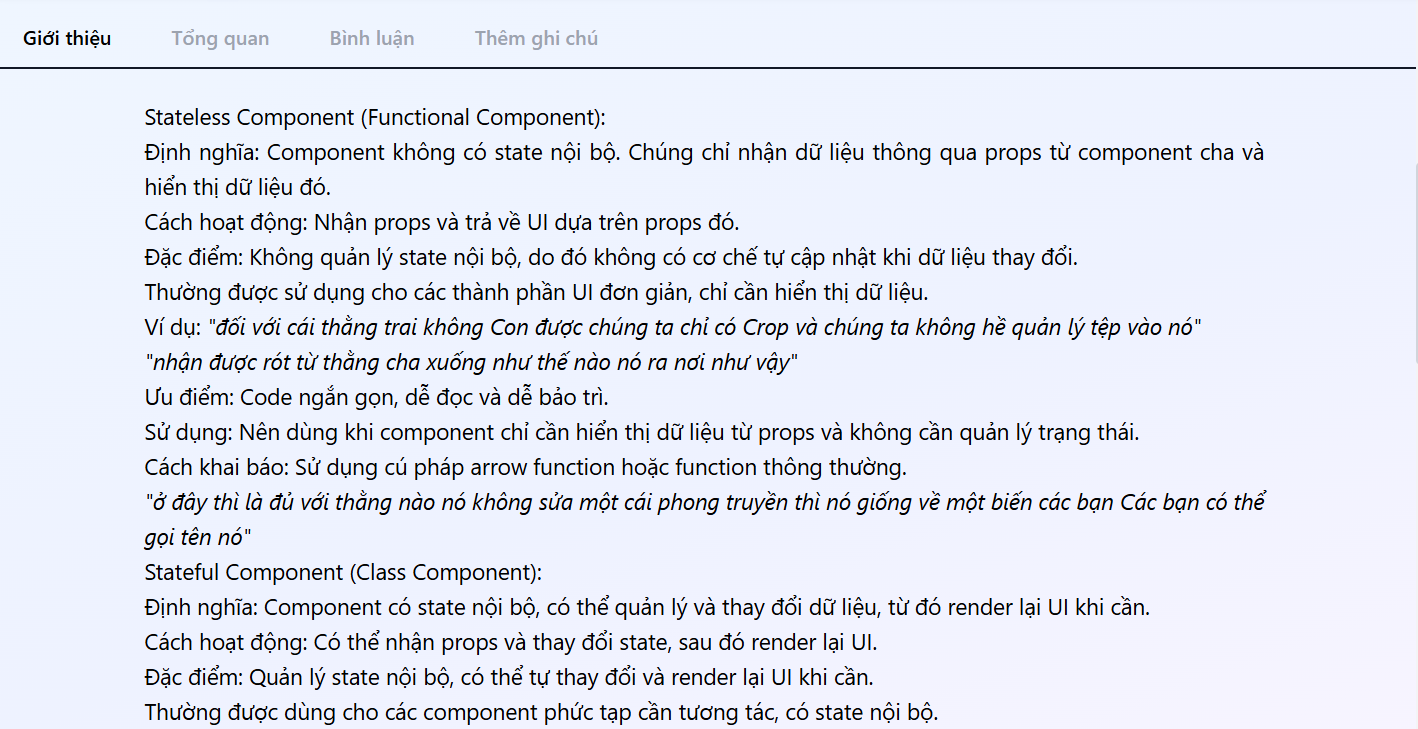 Giới thiệu Tổng quan Bình luận Thêm ghi chú
Stateless Component (Functional Component):
Định nghĩa: Component không có state nội bộ. Chúng chỉ nhận dữ liệu thông qua props từ component cha và
hiển thị dữ liệu đó.
Cách hoạt động: Nhận props và trả về UI dựa trên props đó.
Đặc điểm: Không quản lý state nội bộ, do đó không có cơ chế tự cập nhật khi dữ liệu thay đổi.
Thường được sử dụng cho các thành phần UI đơn giản, chỉ cần hiển thị dữ liệu.
Ví dụ: "đối với cái thằng trai không Con được chúng ta chỉ có Crop và chúng ta không hề quản lý tệp vào nó"
"nhận được rót từ thằng cha xuống như thế nào nó ra nơi như vậy"
Ưu điểm: Code ngắn gọn, dễ đọc và dễ bảo trì.
Sử dụng: Nên dùng khi component chỉ cần hiển thị dữ liệu từ props và không cần quản lý trạng thái.
Cách khai báo: Sử dụng cú pháp arrow function hoặc function thông thường.
"ở đây thì là đủ với thằng nào nó không sửa một cái phong truyền thì nó giống về một biến các bạn Các bạn có thể
gọi tên nó"
Stateful Component (Class Component):
Định nghĩa: Component có state nội bộ, có thể quản lý và thay đổi dữ liệu, từ đó render lại UI khi cần.
Cách hoạt động: Có thể nhận props và thay đổi state, sau đó render lại UI.
Đặc điểm: Quản lý state nội bộ, có thể tự thay đổi và render lại UI khi cần.
Thường được dùng cho các component phức tạp cần tương tác, có state nội bộ.